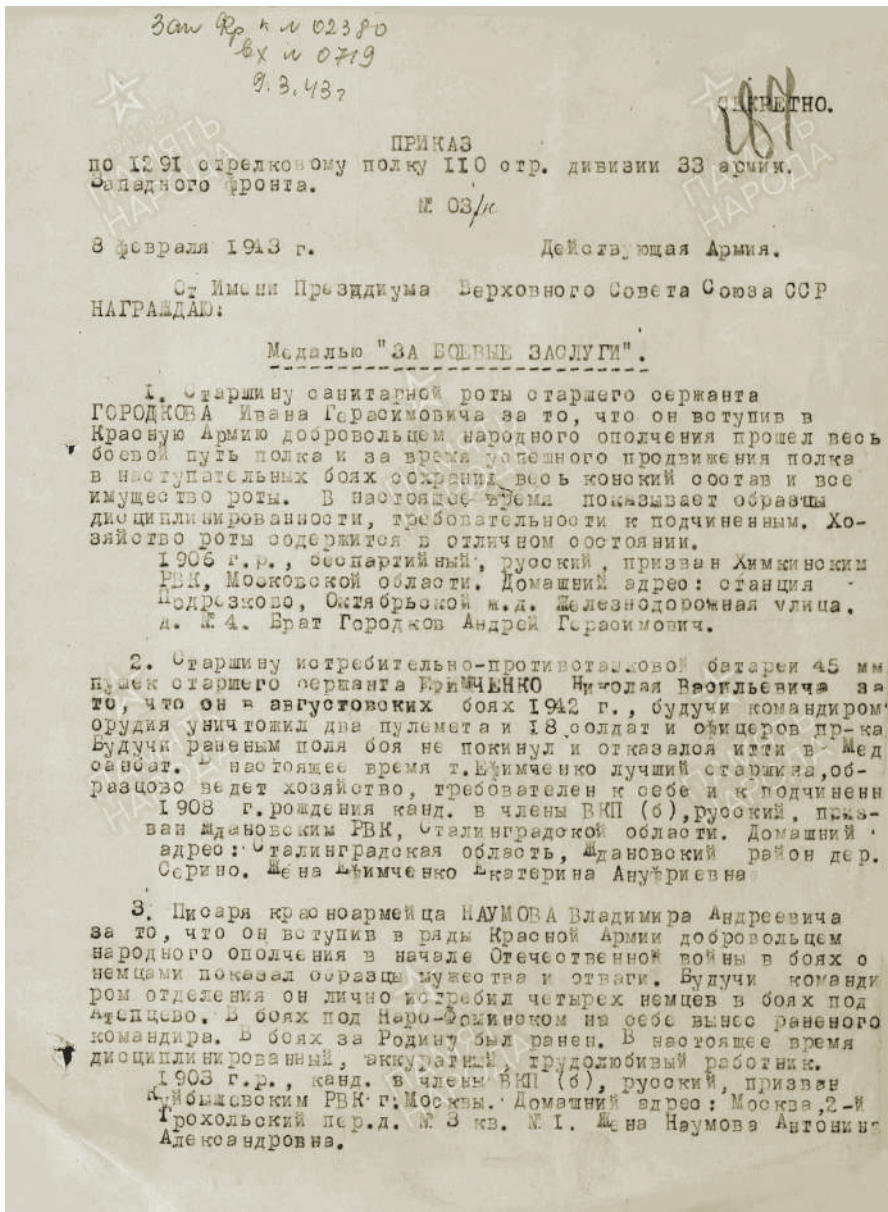 Зап Фр к № 02380
вх № 0719
9.3.43г
187
СЕКРЕТНО.
ПРИКАЗ
по 1291 стрелковому полку 110 стр. дивизии 33 армии.
Западного фронта.
№ 03/н
8 февраля 1943 г. Действующая Армия.
От Имени Президиума Верховного Совета Союза ССР
НАГРАЖДАЮ:
Медалью "ЗА БОЕВЫЕ ЗАСЛУГИ".
1. Старшину санитарной роты старшего сержанта
ГОРОДКОВА Ивана Герасимовича за то, что он вступив в
Красную Армию добровольцем народного ополчения прошел весь
боевой путь полка и за время успешного продвижения полка
в наступательных боях сохранил весь конский состав и все
имущество роты. В настоящее время показывает образцы
дисциплинированности, требовательности к подчиненным. Хо-
зяйство роты содержится в отличном состоянии.
1906 г.р., беспартийный, русский, призван Химкинским
РВК, Московской области. Домашний адрес: станция
Подрезково, Октябрьской ж.д. Железнодорожная улица.
д. № 4. Брат Городков Андрей Герасимович.
2. Старшину истребительно-противотанковой батареи 45 мм
пушек старшего сержанта ЕФИМЧЕНКО Николая Васильевича за
то, что он в августовских боях 1942 г., будучи командиром
орудия уничтожил два пулемета и 18 солдат и офицеров пр-ка
Будучи раненым поля боя не покинул и отказался итти в Мед
санбат. В настоящее время т.Ефимченко лучший старшина,об-
разцово ведет хозяйство, требователен к себе и к подчиненн
1908 г.рождения канд. в члены ВКП (б),русский, приз-
ван Ждановским РВК, Сталинградской области. Домашний
адрес: Сталинградская область, Ждановский район дер.
Серино. Жена Ефимченко Екатерина Ануфриевна
3. Писаря красноармейца НАУМОВА Владимира Андреевича
за то, что он вступив в ряды Красной Армии добровольцем
народного ополчения в начале Отечественной войны в боях с
немцами показал образцы мужества и отваги. Будучи команди
ром отделения он лично истребил четырех немцев в боях под
Атепцево. В боях под Наро-Фоминском на себе вынес раненого
командира. В боях за Родину был ранен. В настоящее время
дисциплинированный, аккуратный, трудолюбивый работник.
1903 г.р., канд. в члены ВКП (б), русский, призван
Куйбышевским РВК г.Москвы. Домашний адрес: Москва,2-й
Трохольский пер.д. № 3 кв. № 1. Жена Наумова Антонина
Александровна.
ПАМЯТЬ НАРОДА